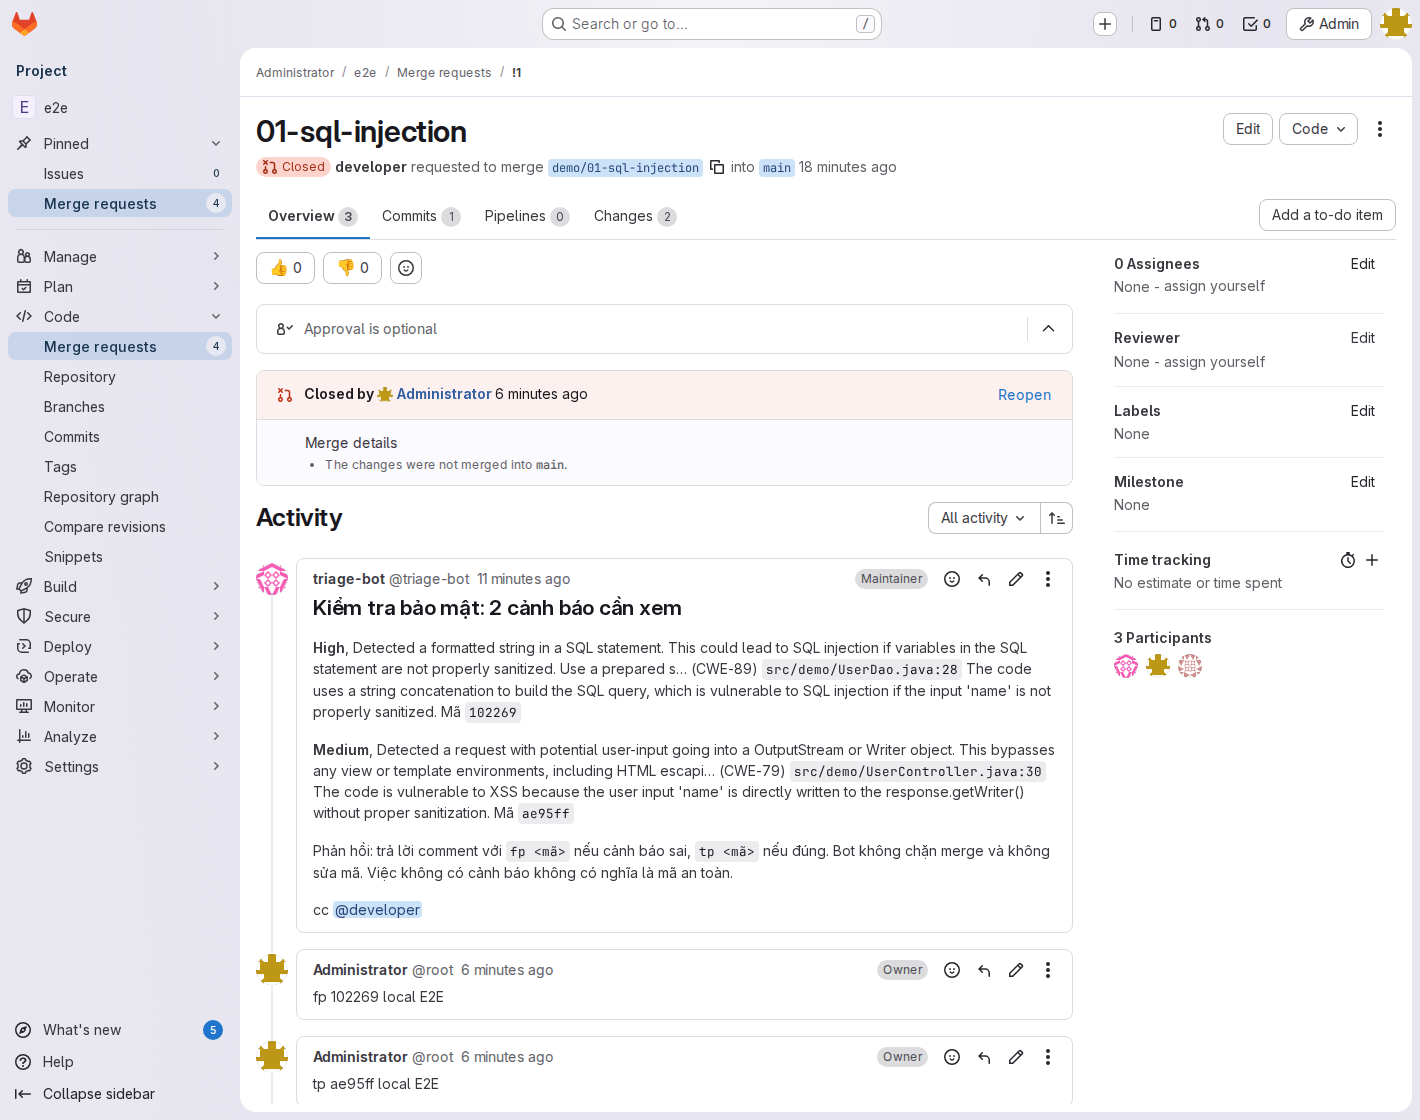 Search or go to...
/
0
0
0
Admin
Project
E
e2e
Pinned
Issues
0
Merge requests
4
Manage
Plan
Code
Merge requests
4
Repository
Branches
Commits
Tags
Repository graph
Compare revisions
Snippets
Build
Secure
Deploy
Operate
Monitor
Analyze
Settings
What's new
5
Help
Collapse sidebar
Administrator / e2e / Merge requests / !1
01-sql-injection
Edit
Code
Closed developer requested to merge demo/01-sql-injection into main 18 minutes ago
Overview 3
Commits 1
Pipelines 0
Changes 2
Add a to-do item
👍 0
👎 0
Approval is optional
Closed by Administrator 6 minutes ago
Reopen
Merge details
• The changes were not merged into main.
Activity
All activity
triage-bot @triage-bot 11 minutes ago
Maintainer
Kiểm tra bảo mật: 2 cảnh báo cần xem
High, Detected a formatted string in a SQL statement. This could lead to SQL injection if variables in the SQL
statement are not properly sanitized. Use a prepared s... (CWE-89) src/demo/UserDao.java:28 The code
uses a string concatenation to build the SQL query, which is vulnerable to SQL injection if the input 'name' is not
properly sanitized. Mã 102269
Medium, Detected a request with potential user-input going into a OutputStream or Writer object. This bypasses
any view or template environments, including HTML escapi... (CWE-79) src/demo/UserController.java:30
The code is vulnerable to XSS because the user input 'name' is directly written to the response.getWriter()
without proper sanitization. Mã ae95ff
Phản hồi: trả lời comment với fp <mã> nếu cảnh báo sai, tp <mã> nếu đúng. Bot không chặn merge và không
sửa mã. Việc không có cảnh báo không có nghĩa là mã an toàn.
cc @developer
Administrator @root 6 minutes ago
Owner
fp 102269 local E2E
Administrator @root 6 minutes ago
Owner
tp ae95ff local E2E
0 Assignees
Edit
None - assign yourself
Reviewer
Edit
None - assign yourself
Labels
Edit
None
Milestone
Edit
None
Time tracking
No estimate or time spent
3 Participants